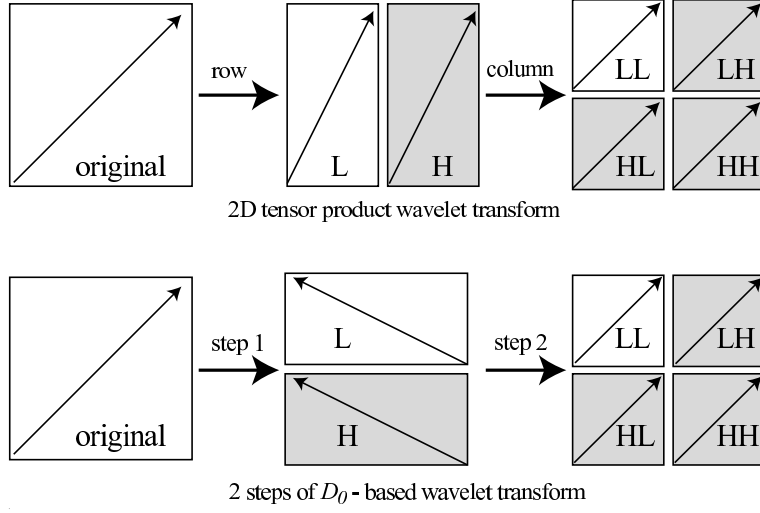 original
row
L H
column
LL LH
HL HH
2D tensor product wavelet transform
original
step 1
L
H
step 2
LL LH
HL HH
2 steps of D0 - based wavelet transform